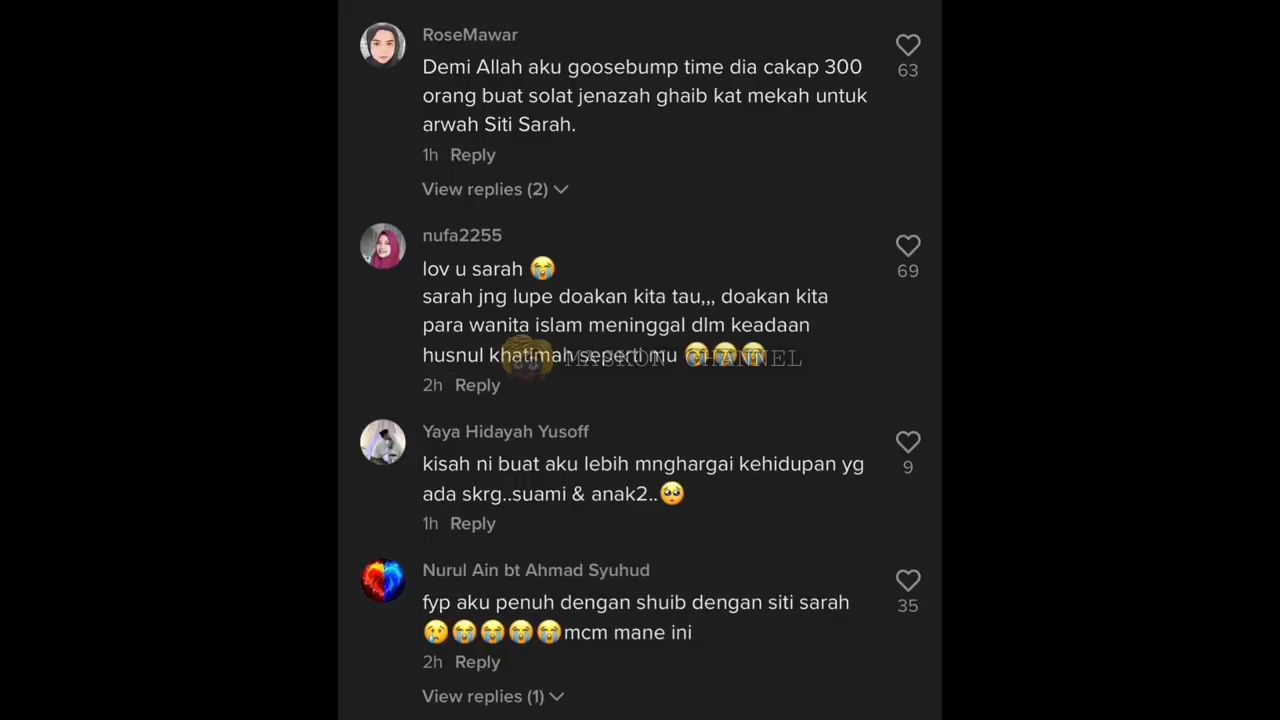 RoseMawar
Demi Allah aku goosebump time dia cakap 300
orang buat solat jenazah ghaib kat mekah untuk
arwah Siti Sarah.
63
1h Reply
View replies (2)
nufa2255
lov u sarah 😭
69
sarah jng lupe doakan kita tau,,, doakan kita
para wanita islam meninggal dlm keadaan
husnul khatimah seperti mu 😭😭😭
MASKON CHANNEL
2h Reply
Yaya Hidayah Yusoff
kisah ni buat aku lebih mnghargai kehidupan yg
9
ada skrg..suami & anak2..🥺
1h Reply
Nurul Ain bt Ahmad Syuhud
fyp aku penuh dengan shuib dengan siti sarah
35
😢😭😭😭😭mcm mane ini
2h Reply
View replies (1)